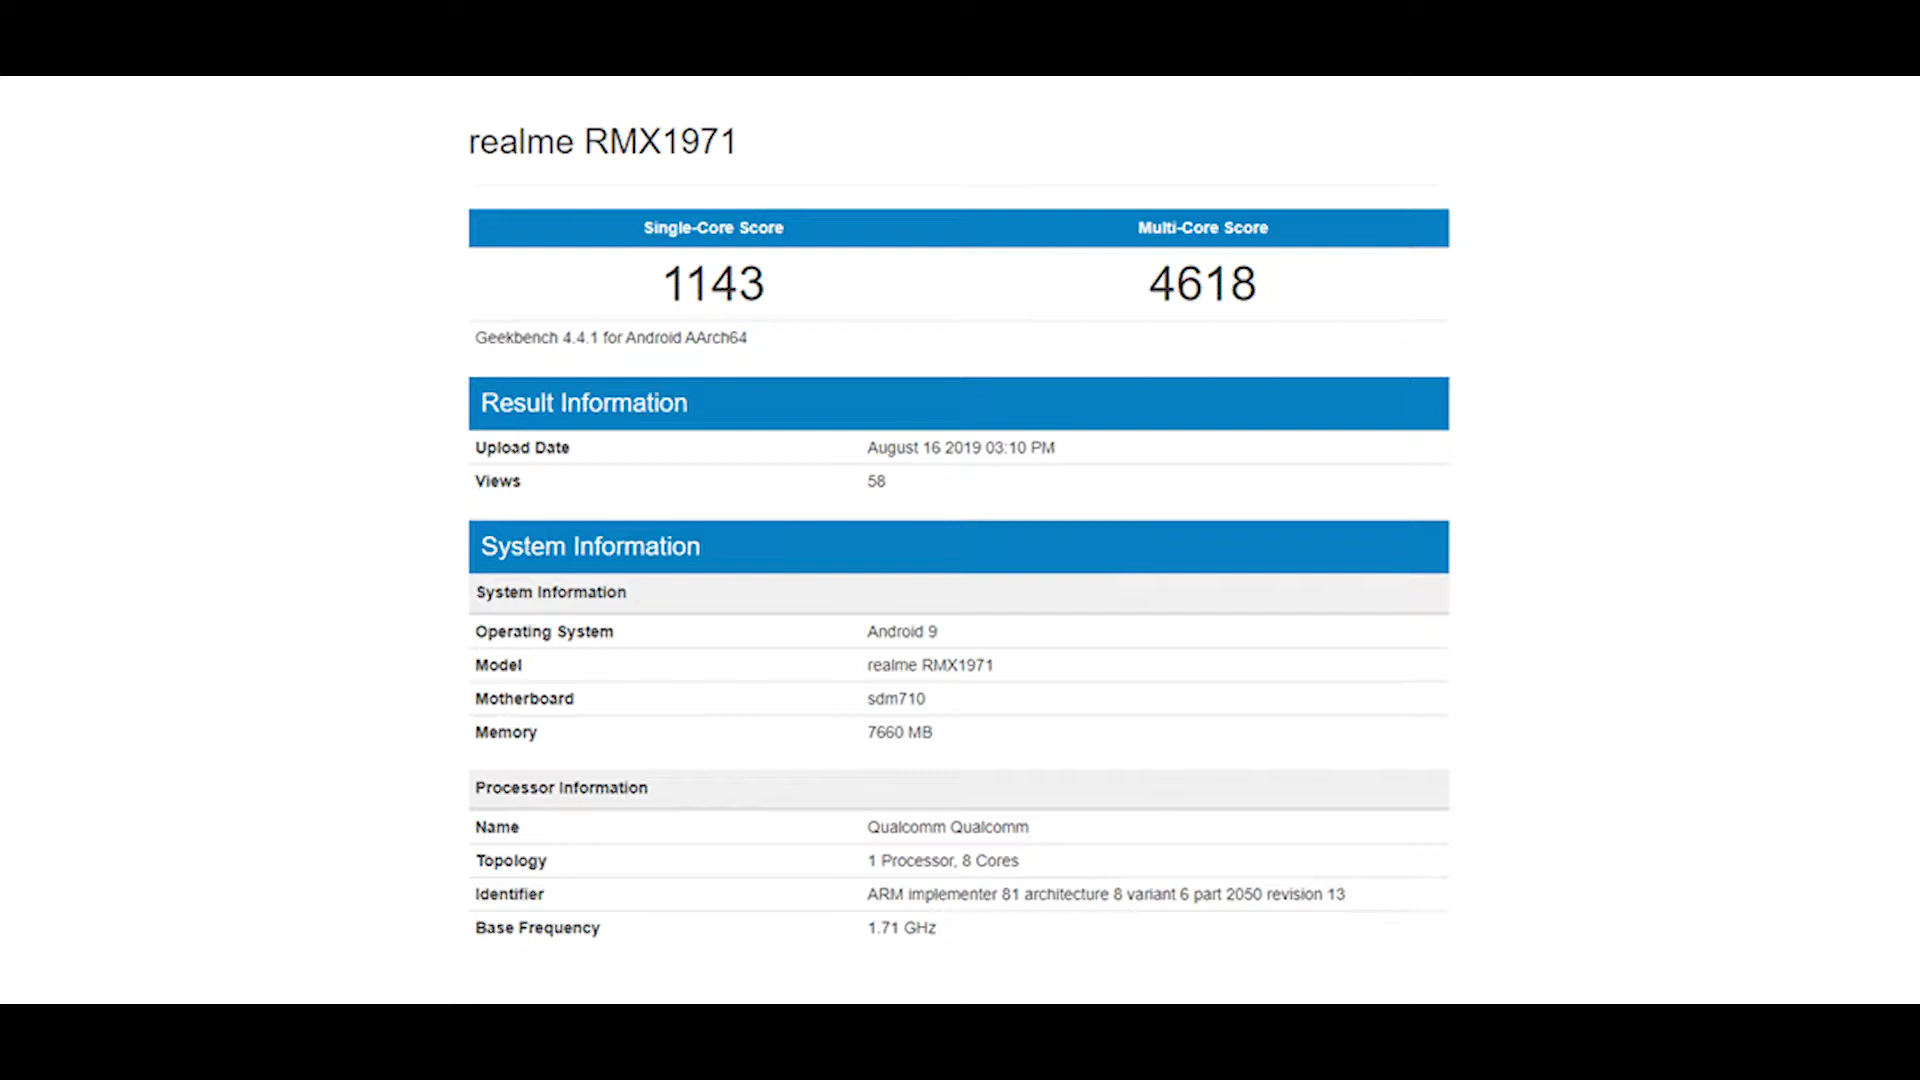 realme RMX1971
Single-Core Score Multi-Core Score
1143 4618
Geekbench 4.4.1 for Android AArch64
Result Information
Upload Date August 16 2019 03:10 PM
Views 58
System Information
System Information
Operating System Android 9
Model realme RMX1971
Motherboard sdm710
Memory 7660 MB
Processor Information
Name Qualcomm Qualcomm
Topology 1 Processor, 8 Cores
Identifier ARM implementer 81 architecture 8 variant 6 part 2050 revision 13
Base Frequency 1.71 GHz